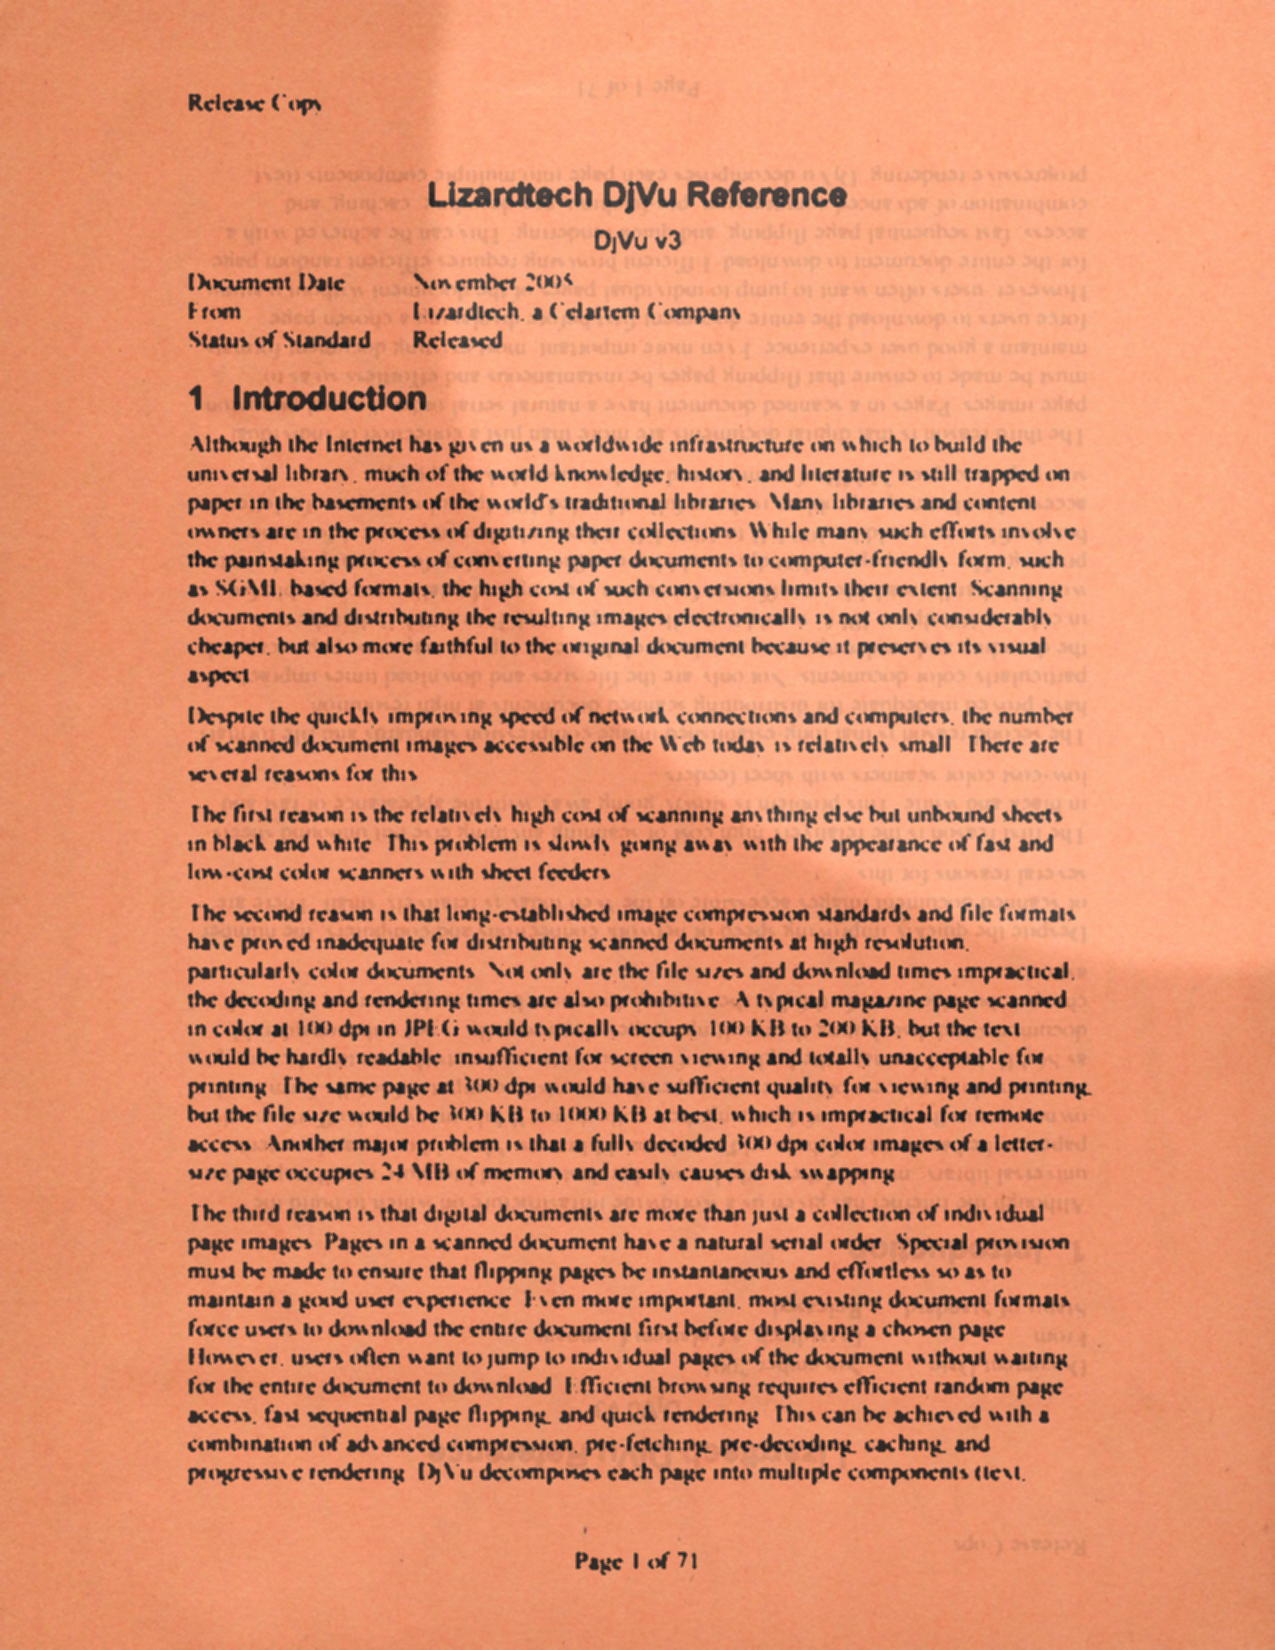 Release Copy
Lizardtech DjVu Reference
DjVu v3
Document Date November 2005
From Lizardtech, a Celartem Company
Status of Standard Released
1 Introduction
Although the Internet has given us a worldwide infrastructure on which to build the
universal library, much of the world knowledge, history, and literature is still trapped on
paper in the basements of the world's traditional libraries. Many libraries and content
owners are in the process of digitizing their collections. While many such efforts involve
the painstaking process of converting paper documents to computer-friendly form, such
as SGML based formats, the high cost of such conversions limits their extent. Scanning
documents and distributing the resulting images electronically is not only considerably
cheaper, but also more faithful to the original document because it preserves its visual
aspect.
Despite the quickly improving speed of network connections and computers, the number
of scanned document images accessible on the Web today is relatively small. There are
several reasons for this.
The first reason is the relatively high cost of scanning anything else but unbound sheets
in black and white. This problem is slowly going away with the appearance of fast and
low-cost color scanners with sheet feeders.
The second reason is that long-established image compression standards and file formats
have proved inadequate for distributing scanned documents at high resolution,
particularly color documents. Not only are the file sizes and download times impractical,
the decoding and rendering times are also prohibitive. A typical magazine page scanned
in color at 100 dpi in JPEG would typically occupy 100 KB to 200 KB, but the text
would be hardly readable: insufficient for screen viewing and totally unacceptable for
printing. The same page at 300 dpi would have sufficient quality for viewing and printing,
but the file size would be 300 KB to 1000 KB at best, which is impractical for remote
access. Another major problem is that a fully decoded 300 dpi color images of a letter-
size page occupies 24 MB of memory and easily causes disk swapping.
The third reason is that digital documents are more than just a collection of individual
page images. Pages in a scanned document have a natural serial order. Special provision
must be made to ensure that flipping pages be instantaneous and effortless so as to
maintain a good user experience. Even more important, most existing document formats
force users to download the entire document first before displaying a chosen page.
However, users often want to jump to individual pages of the document without waiting
for the entire document to download. Efficient browsing requires efficient random page
access, fast sequential page flipping, and quick rendering. This can be achieved with a
combination of advanced compression, pre-fetching, pre-decoding, caching, and
progressive rendering. DjVu decomposes each page into multiple components (text,
Page 1 of 71